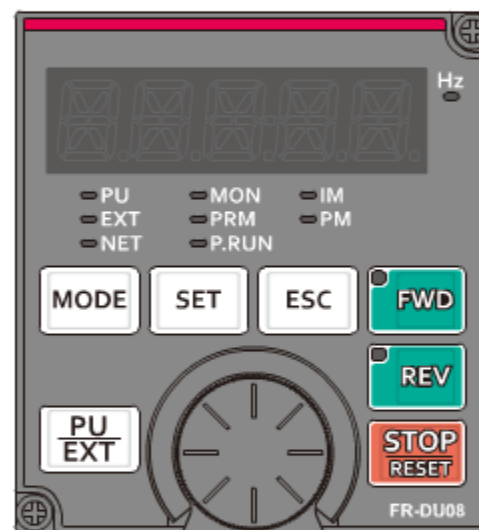 Hz
PU MON IM
EXT PRM PM
NET P.RUN
MODE SET ESC FWD
REV
PU
EXT
STOP
RESET
FR-DU08